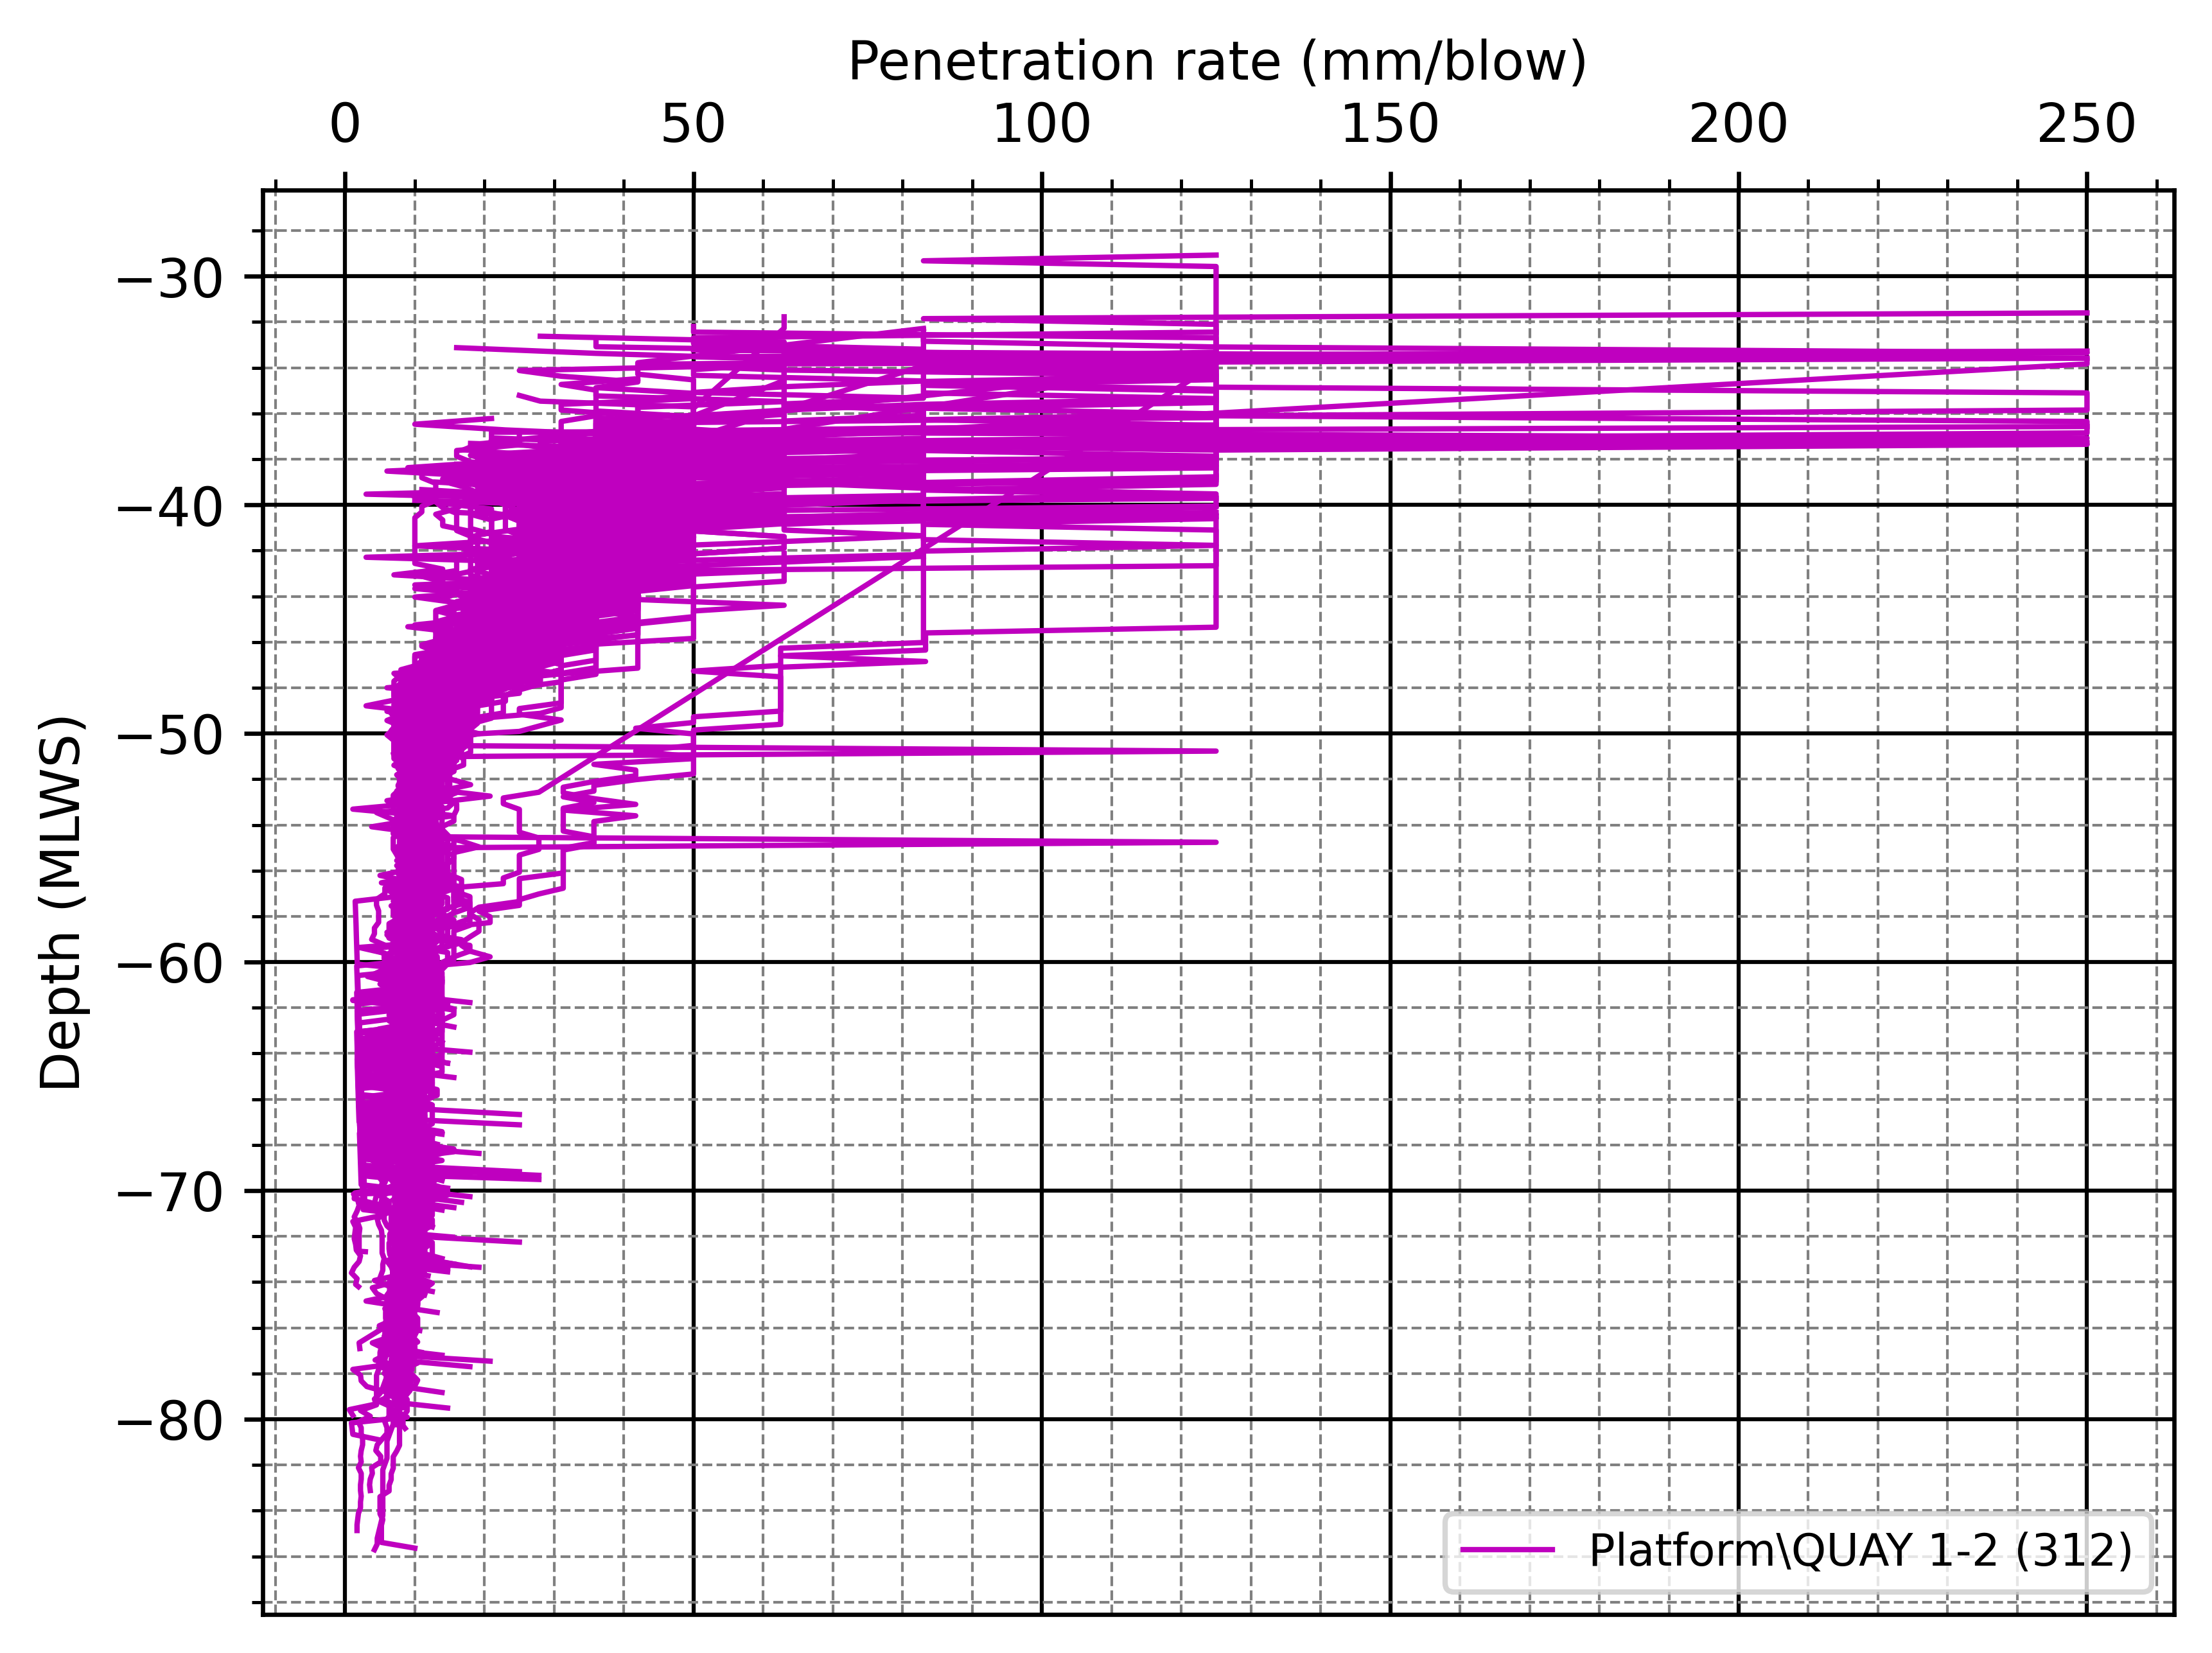 Penetration rate (mm/blow)
0 50 100 150 200 250
Depth (MLWS)
−30
−40
−50
−60
−70
−80
Platform\QUAY 1-2 (312)